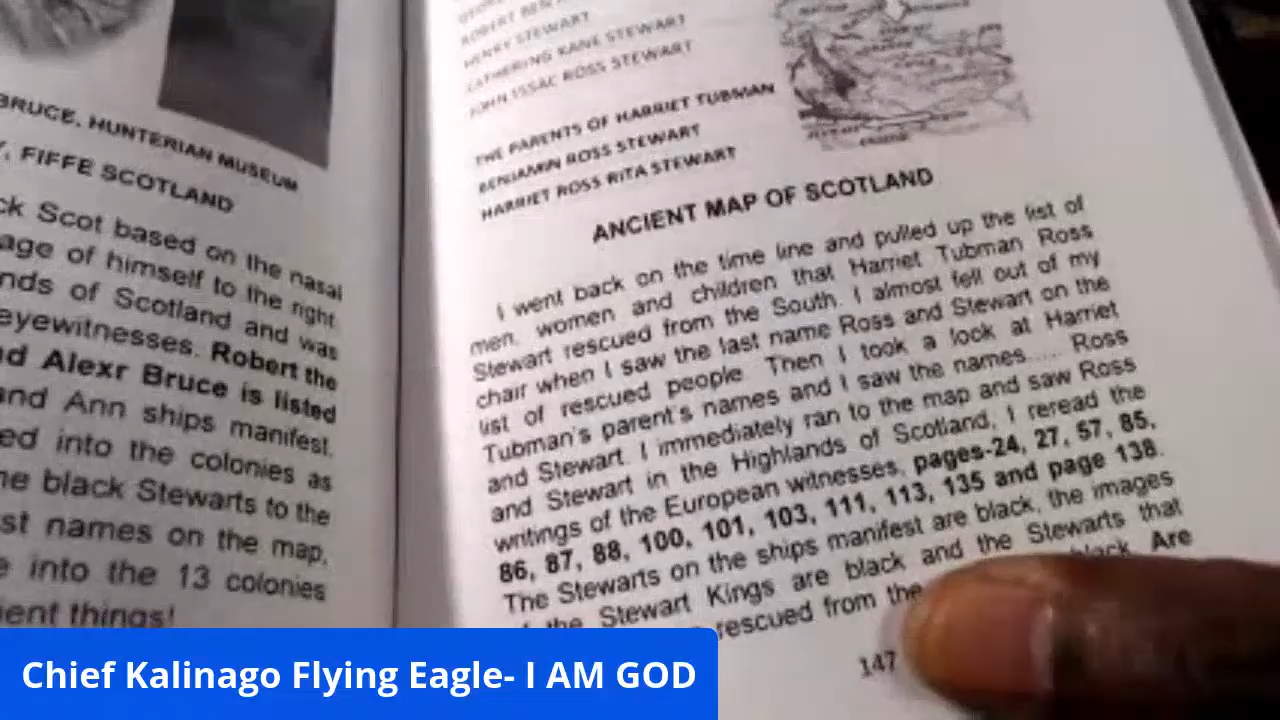 BRUCE, HUNTERIAN MUSEUM
, FIFFE SCOTLAND
ck Scot based on the nasal
age of himself to the right.
nds of Scotland and was
eyewitnesses. Robert the
nd Alexr Bruce is listed
and Ann ships manifest.
ed into the colonies as
he black Stewarts to the
st names on the map,
e into the 13 colonies
ent things!
HENRY STEWART
CATHERING KANE STEWART
JOHN ISSAC ROSS STEWART
THE PARENTS OF HARRIET TUBMAN
BENJAMIN ROSS STEWART
HARRIET ROSS RITA STEWART
ANCIENT MAP OF SCOTLAND
I went back on the time line and pulled up the list of
men, women and children that Harriet Tubman Ross
Stewart rescued from the South. I almost fell out of my
chair when I saw the last name Ross and Stewart on the
list of rescued people. Then I took a look at Harriet
Tubman's parent's names and I saw the names..... Ross
and Stewart. I immediately ran to the map and saw Ross
and Stewart in the Highlands of Scotland, I reread the
writings of the European witnesses, pages-24, 27, 57, 85,
86, 87, 88, 100, 101, 103, 111, 113, 135 and page 138.
The Stewarts on the ships manifest are black, the images
the Stewart Kings are black and the Stewarts that
rescued from the black. Are
147
Chief Kalinago Flying Eagle- I AM GOD